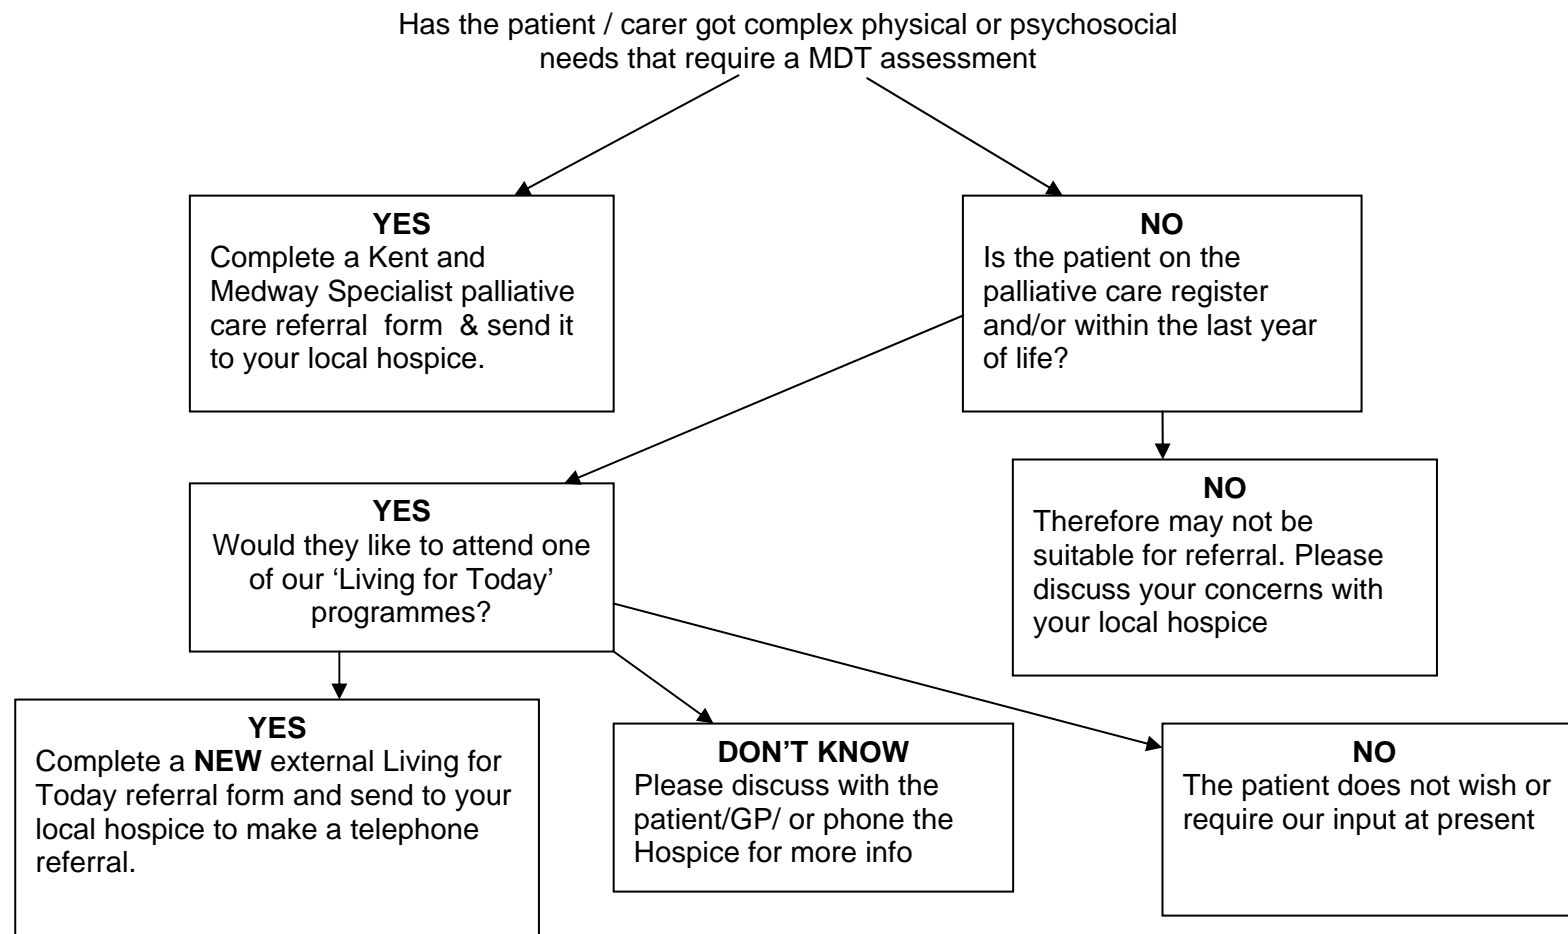 Has the patient / carer got complex physical or psychosocial
needs that require a MDT assessment
YES
Complete a Kent and
Medway Specialist palliative
care referral  form  & send it
to your local hospice.
NO
Is the patient on the
palliative care register
and/or within the last year
of life?
YES
Would they like to attend one
of our ‘Living for Today’
programmes?
NO
Therefore may not be
suitable for referral. Please
discuss your concerns with
your local hospice
YES
Complete a NEW external Living for
Today referral form and send to your
local hospice to make a telephone
referral.
DON’T KNOW
Please discuss with the
patient/GP/ or phone the
Hospice for more info
NO
The patient does not wish or
require our input at present